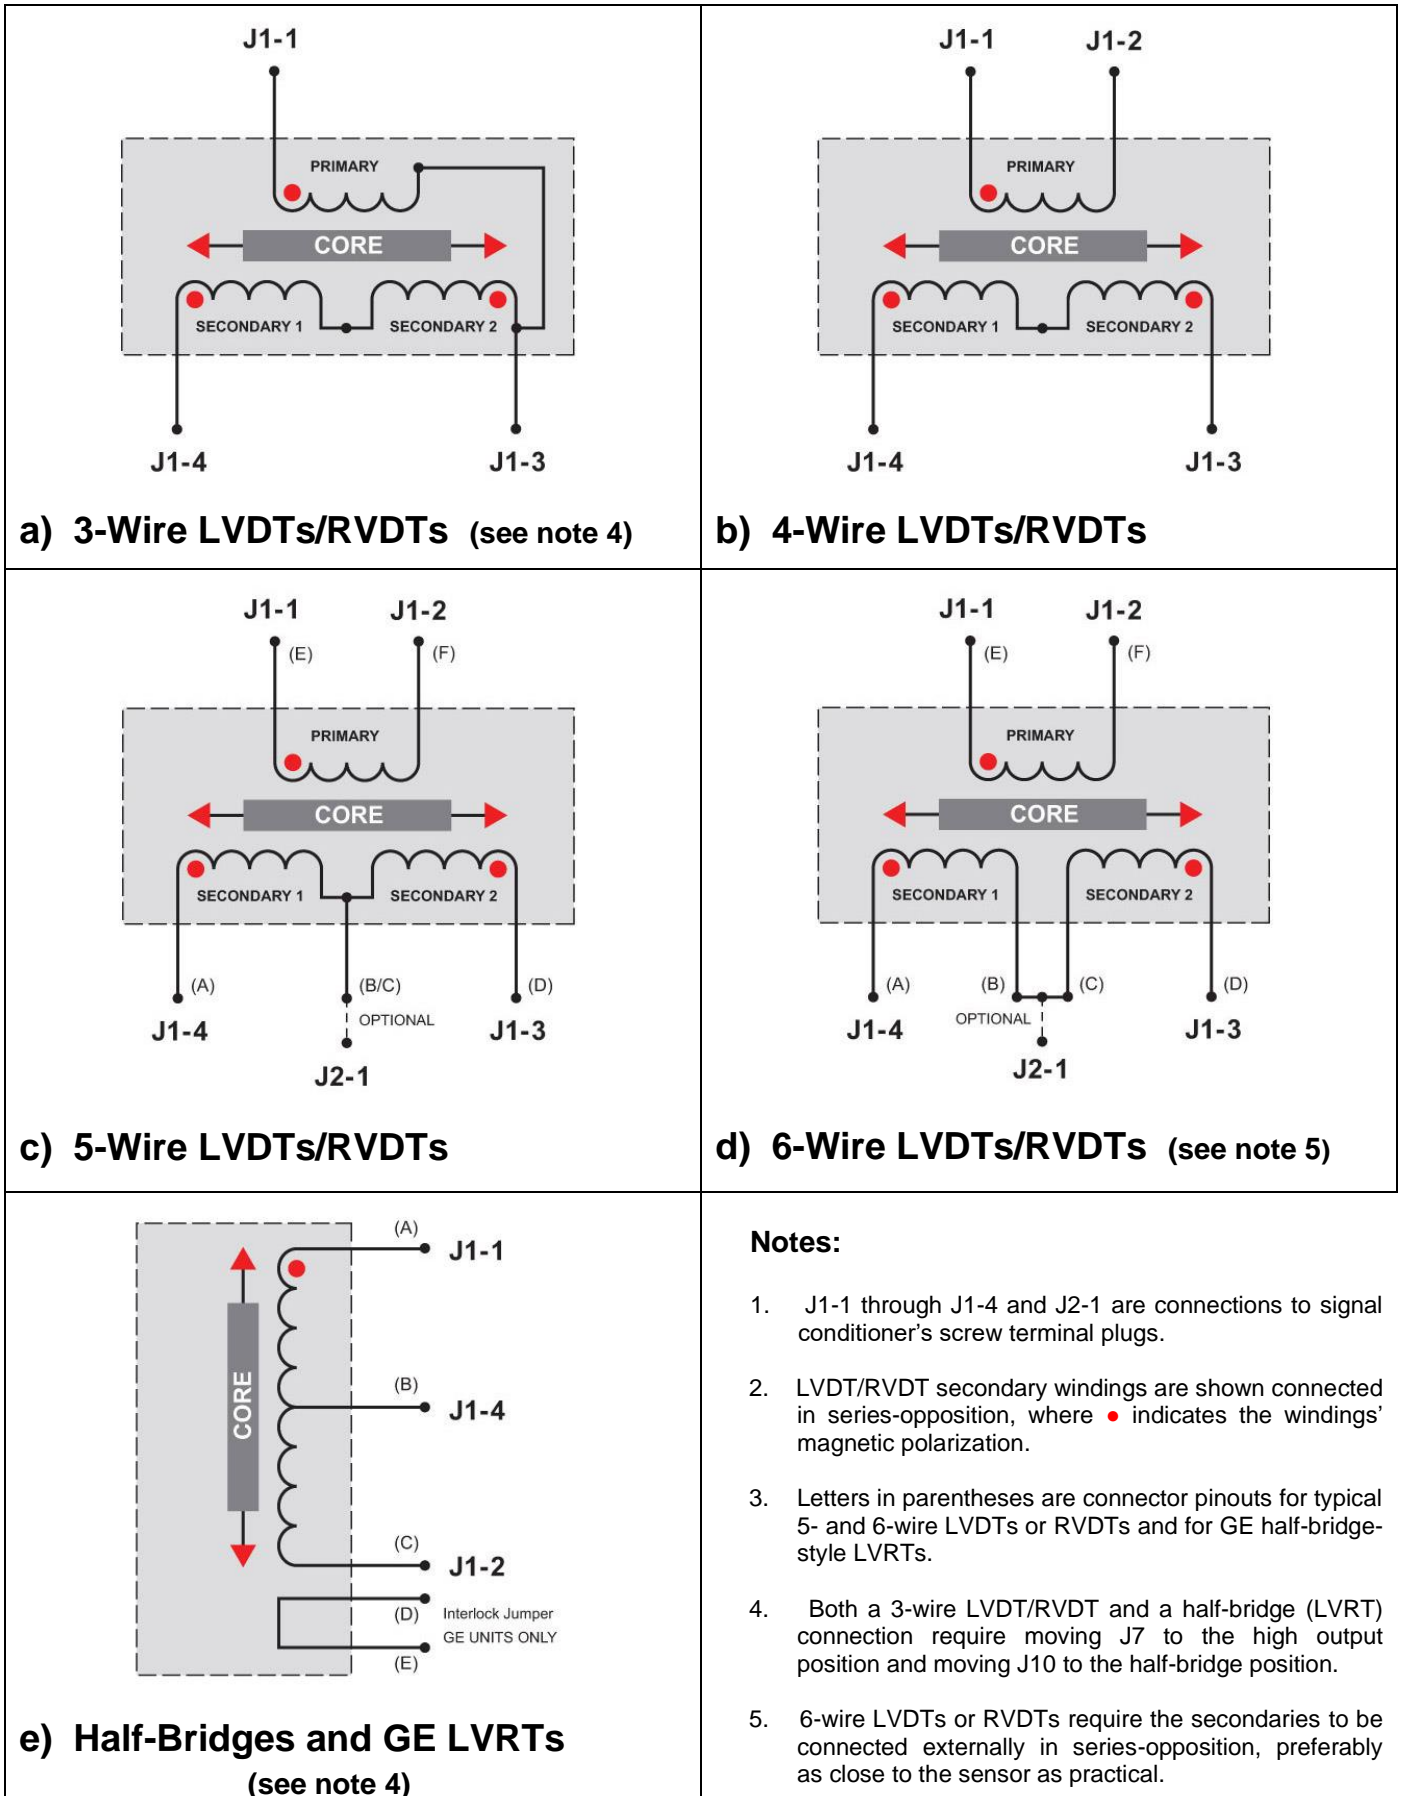 J1-1
PRIMARY
CORE
SECONDARY 1 SECONDARY 2
J1-4 J1-3
a) 3-Wire LVDTs/RVDTs (see note 4)
J1-1 J1-2
PRIMARY
CORE
SECONDARY 1 SECONDARY 2
J1-4 J1-3
b) 4-Wire LVDTs/RVDTs
J1-1 J1-2
(E) (F)
PRIMARY
CORE
SECONDARY 1 SECONDARY 2
(A) (B/C) (D)
J1-4 OPTIONAL J1-3
J2-1
c) 5-Wire LVDTs/RVDTs
J1-1 J1-2
(E) (F)
PRIMARY
CORE
SECONDARY 1 SECONDARY 2
(A) (B) (C) (D)
J1-4 OPTIONAL J1-3
J2-1
d) 6-Wire LVDTs/RVDTs (see note 5)
(A)
J1-1
CORE
(B)
J1-4
(C)
J1-2
(D) Interlock Jumper
GE UNITS ONLY
(E)
e) Half-Bridges and GE LVRTs
(see note 4)
Notes:
1. J1-1 through J1-4 and J2-1 are connections to signal
conditioner’s screw terminal plugs.
2. LVDT/RVDT secondary windings are shown connected
in series-opposition, where ● indicates the windings’
magnetic polarization.
3. Letters in parentheses are connector pinouts for typical
5- and 6-wire LVDTs or RVDTs and for GE half-bridge-
style LVRTs.
4. Both a 3-wire LVDT/RVDT and a half-bridge (LVRT)
connection require moving J7 to the high output
position and moving J10 to the half-bridge position.
5. 6-wire LVDTs or RVDTs require the secondaries to be
connected externally in series-opposition, preferably
as close to the sensor as practical.